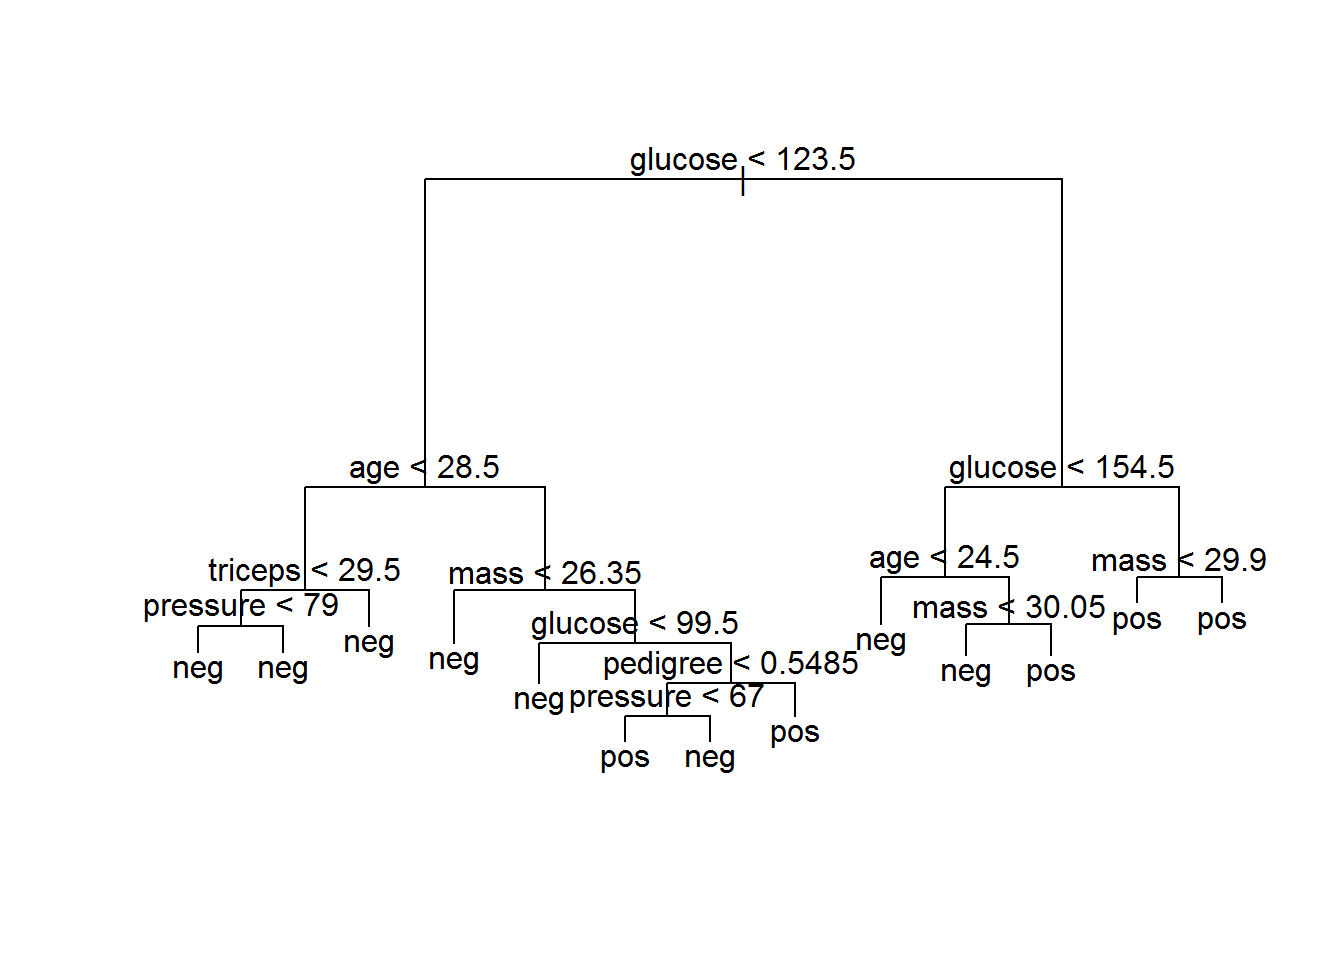 glucose < 123.5
age < 28.5
glucose < 154.5
triceps < 29.5
mass < 26.35
age < 24.5
mass < 29.9
pressure < 79
glucose < 99.5
mass < 30.05
neg
neg
neg
neg
pedigree < 0.5485
neg
pressure < 67
pos
neg
pos
neg
neg
pos
pos
pos